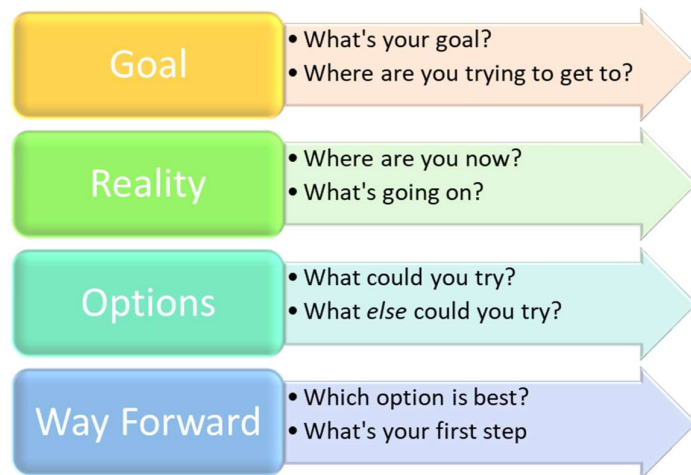 Goal
• What's your goal?
• Where are you trying to get to?
Reality
• Where are you now?
• What's going on?
Options
• What could you try?
• What else could you try?
Way Forward
• Which option is best?
• What's your first step